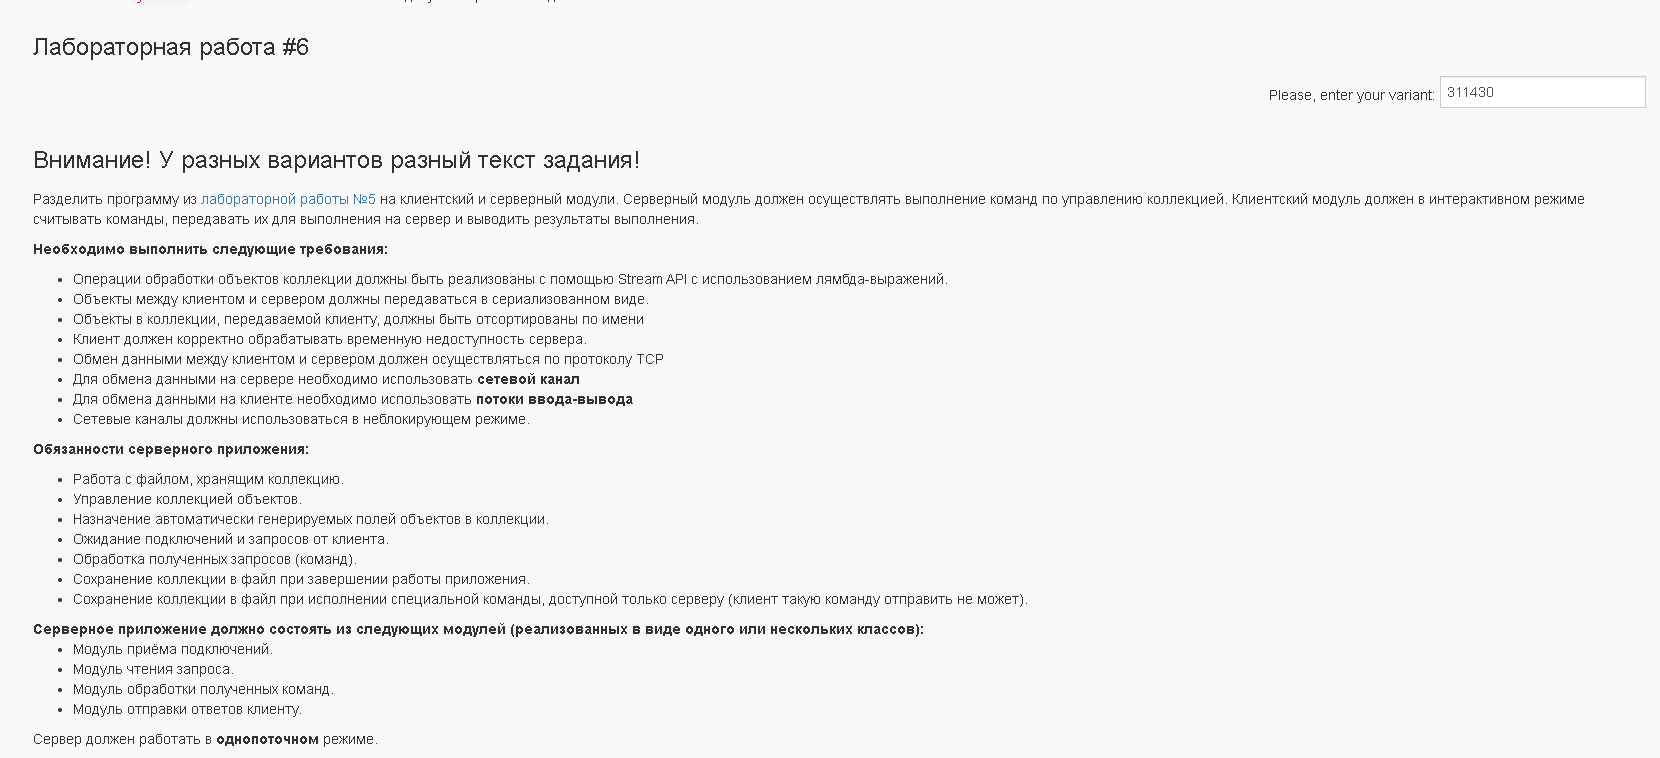 Лабораторная работа #6
Please, enter your variant: 311430
Внимание! У разных вариантов разный текст задания!
Разделить программу из лабораторной работы №5 на клиентский и серверный модули. Серверный модуль должен осуществлять выполнение команд по управлению коллекцией. Клиентский модуль должен в интерактивном режиме
считывать команды, передавать их для выполнения на сервер и выводить результаты выполнения.
Необходимо выполнить следующие требования:
• Операции обработки объектов коллекции должны быть реализованы с помощью Stream API с использованием лямбда-выражений.
• Объекты между клиентом и сервером должны передаваться в сериализованном виде.
• Объекты в коллекции, передаваемой клиенту, должны быть отсортированы по имени
• Клиент должен корректно обрабатывать временную недоступность сервера.
• Обмен данными между клиентом и сервером должен осуществляться по протоколу TCP
• Для обмена данными на сервере необходимо использовать сетевой канал
• Для обмена данными на клиенте необходимо использовать потоки ввода-вывода
• Сетевые каналы должны использоваться в неблокирующем режиме.
Обязанности серверного приложения:
• Работа с файлом, хранящим коллекцию.
• Управление коллекцией объектов.
• Назначение автоматически генерируемых полей объектов в коллекции.
• Ожидание подключений и запросов от клиента.
• Обработка полученных запросов (команд).
• Сохранение коллекции в файл при завершении работы приложения.
• Сохранение коллекции в файл при исполнении специальной команды, доступной только серверу (клиент такую команду отправить не может).
Серверное приложение должно состоять из следующих модулей (реализованных в виде одного или нескольких классов):
• Модуль приёма подключений.
• Модуль чтения запроса.
• Модуль обработки полученных команд.
• Модуль отправки ответов клиенту.
Сервер должен работать в однопоточном режиме.